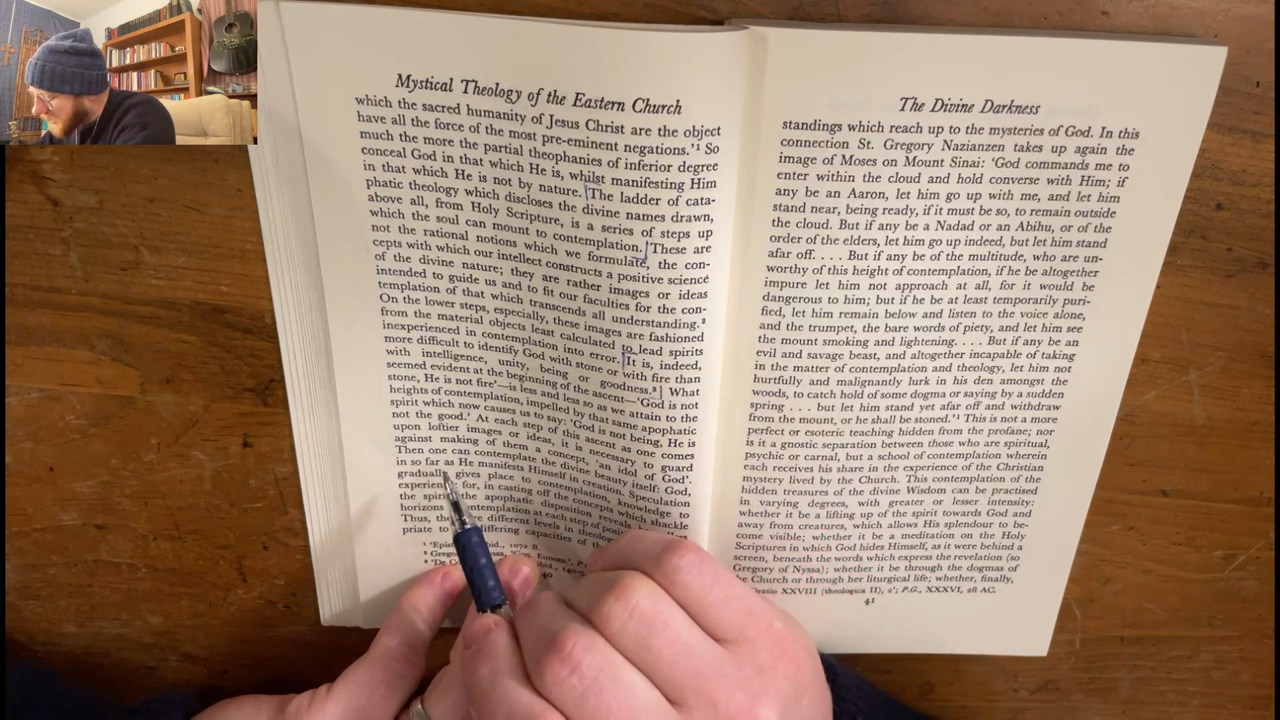 Mystical Theology of the Eastern Church
which the sacred humanity of Jesus Christ are the object
have all the force of the most pre-eminent negations.'¹ So
much the more the partial theophanies of inferior degree
conceal God in that which He is, whilst manifesting Him
in that which He is not by nature. The ladder of cata-
phatic theology which discloses the divine names drawn,
above all, from Holy Scripture, is a series of steps up
which the soul can mount to contemplation. These are
not the rational notions which we formulate, the con-
cepts with which our intellect constructs a positive science
of the divine nature; they are rather images or ideas
intended to guide us and to fit our faculties for the con-
templation of that which transcends all understanding.²
On the lower steps, especially, these images are fashioned
from the material objects least calculated to lead spirits
inexperienced in contemplation into error. It is, indeed,
more difficult to identify God with stone or with fire than
with intelligence, unity, being or goodness.³ What
seemed evident at the beginning of the ascent—'God is not
stone, He is not fire'—is less and less so as we attain to the
heights of contemplation, impelled by that same apophatic
spirit which now causes us to say: 'God is not being, He is
not the good.' At each step of this ascent as one comes
upon loftier images or ideas, it is necessary to guard
against making of them a concept, 'an idol of God'.
Then one can contemplate the divine beauty itself: God,
in so far as He manifests Himself in creation. Speculation
gradually gives place to contemplation, knowledge to
experience for, in casting off the concepts which shackle
the spirit the apophatic disposition reveals
horizons contemplation at each step of
Thus, different levels in
priate to differing capacities of the
ibid., 1072 B.
² Gregory
³ 'De ibid.,
40
The Divine Darkness
standings which reach up to the mysteries of God. In this
connection St. Gregory Nazianzen takes up again the
image of Moses on Mount Sinai: 'God commands me to
enter within the cloud and hold converse with Him; if
any be an Aaron, let him go up with me, and let him
stand near, being ready, if it must be so, to remain outside
the cloud. But if any be a Nadad or an Abihu, or of the
order of the elders, let him go up indeed, but let him stand
afar off. . . . But if any be of the multitude, who are un-
worthy of this height of contemplation, if he be altogether
impure let him not approach at all, for it would be
dangerous to him; but if he be at least temporarily puri-
fied, let him remain below and listen to the voice alone,
and the trumpet, the bare words of piety, and let him see
the mount smoking and lightening. . . . But if any be an
evil and savage beast, and altogether incapable of taking
in the matter of contemplation and theology, let him not
hurtfully and malignantly lurk in his den amongst the
woods, to catch hold of some dogma or saying by a sudden
spring . . . but let him stand yet afar off and withdraw
from the mount, or he shall be stoned.'¹ This is not a more
perfect or esoteric teaching hidden from the profane; nor
is it a gnostic separation between those who are spiritual,
psychic or carnal, but a school of contemplation wherein
each receives his share in the experience of the Christian
mystery lived by the Church. This contemplation of the
hidden treasures of the divine Wisdom can be practised
in varying degrees, with greater or lesser intensity:
whether it be a lifting up of the spirit towards God and
away from creatures, which allows His splendour to be-
come visible; whether it be a meditation on the Holy
Scriptures in which God hides Himself, as it were behind a
screen, beneath the words which express the revelation (so
Gregory of Nyssa); whether it be through the dogmas of
the Church or through her liturgical life; whether, finally,
Oratio XXVIII (theologica II), 2'; P.G., XXXVI, 28 AC.
41